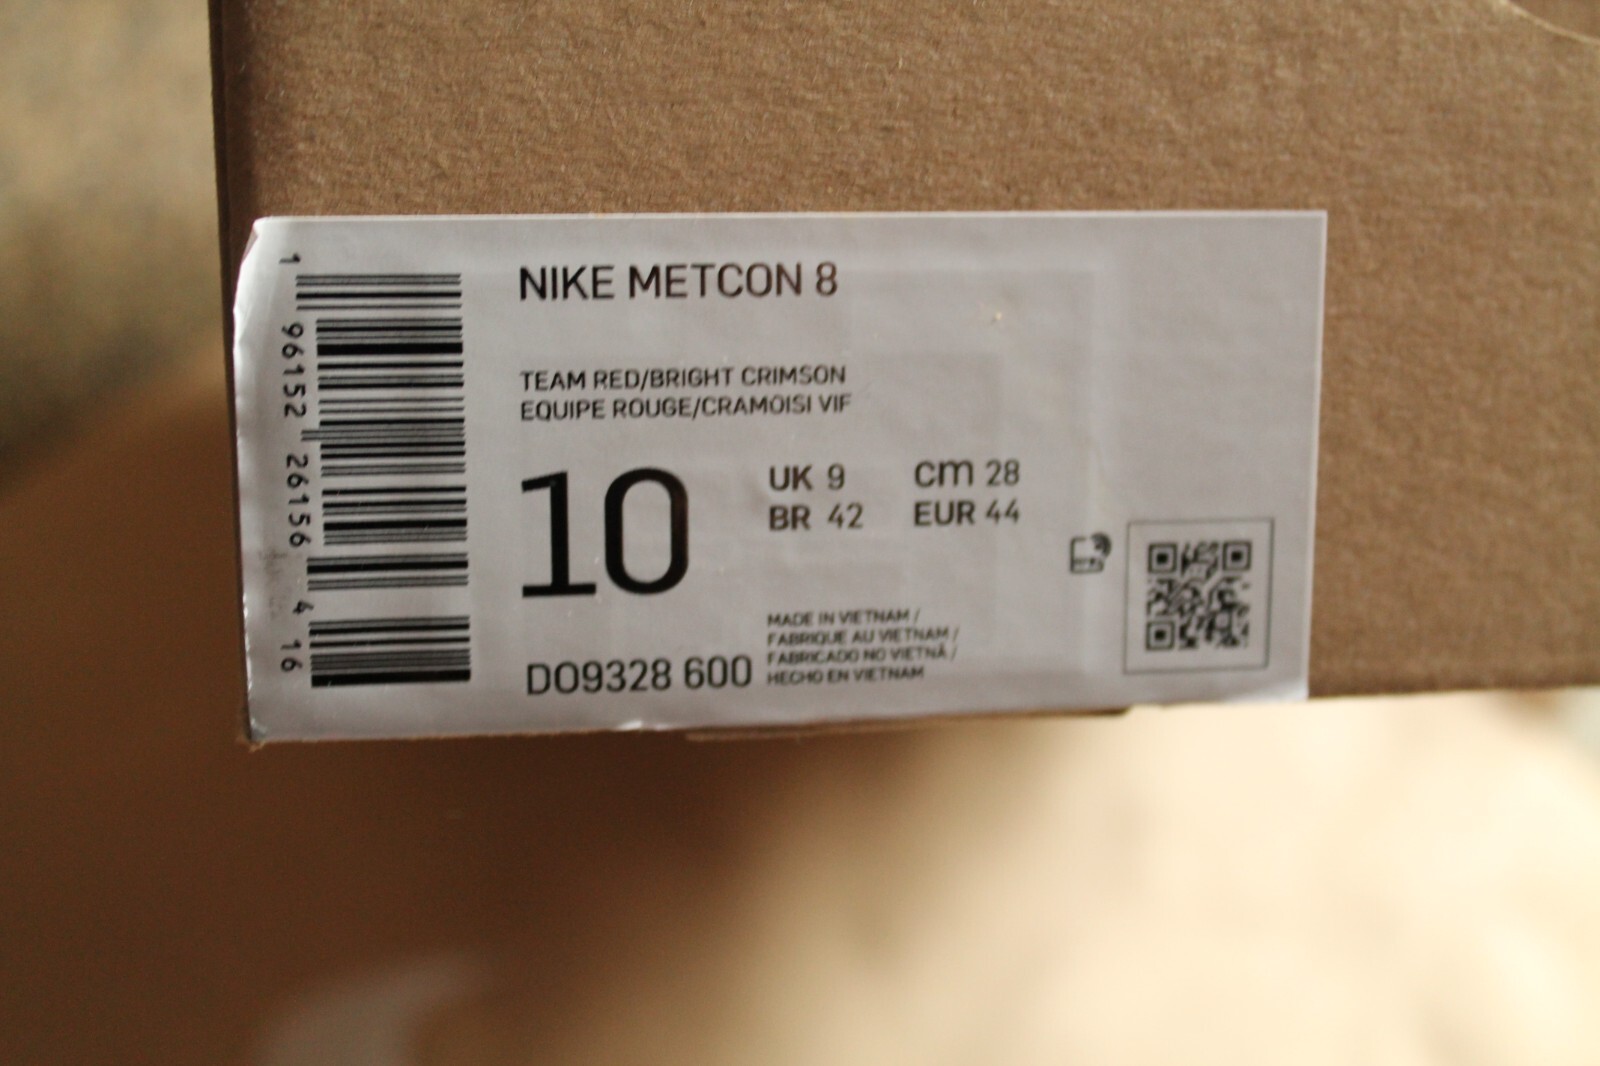 NIKE METCON 8
TEAM RED/BRIGHT CRIMSON
EQUIPE ROUGE/CRAMOISI VIF
10
UK 9 cm 28
BR 42 EUR 44
MADE IN VIETNAM /
FABRIQUE AU VIETNAM /
FABRICADO NO VIETNÃ /
HECHO EN VIETNAM
DO9328 600
1 96152 26156 4 16